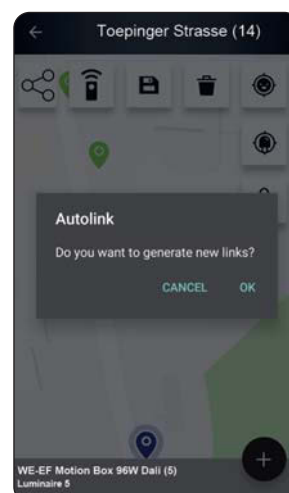 Toepinger Strasse (14)
Autolink
Do you want to generate new links?
CANCEL OK
WE-EF Motion Box 96W Dali (5)
Luminaire 5